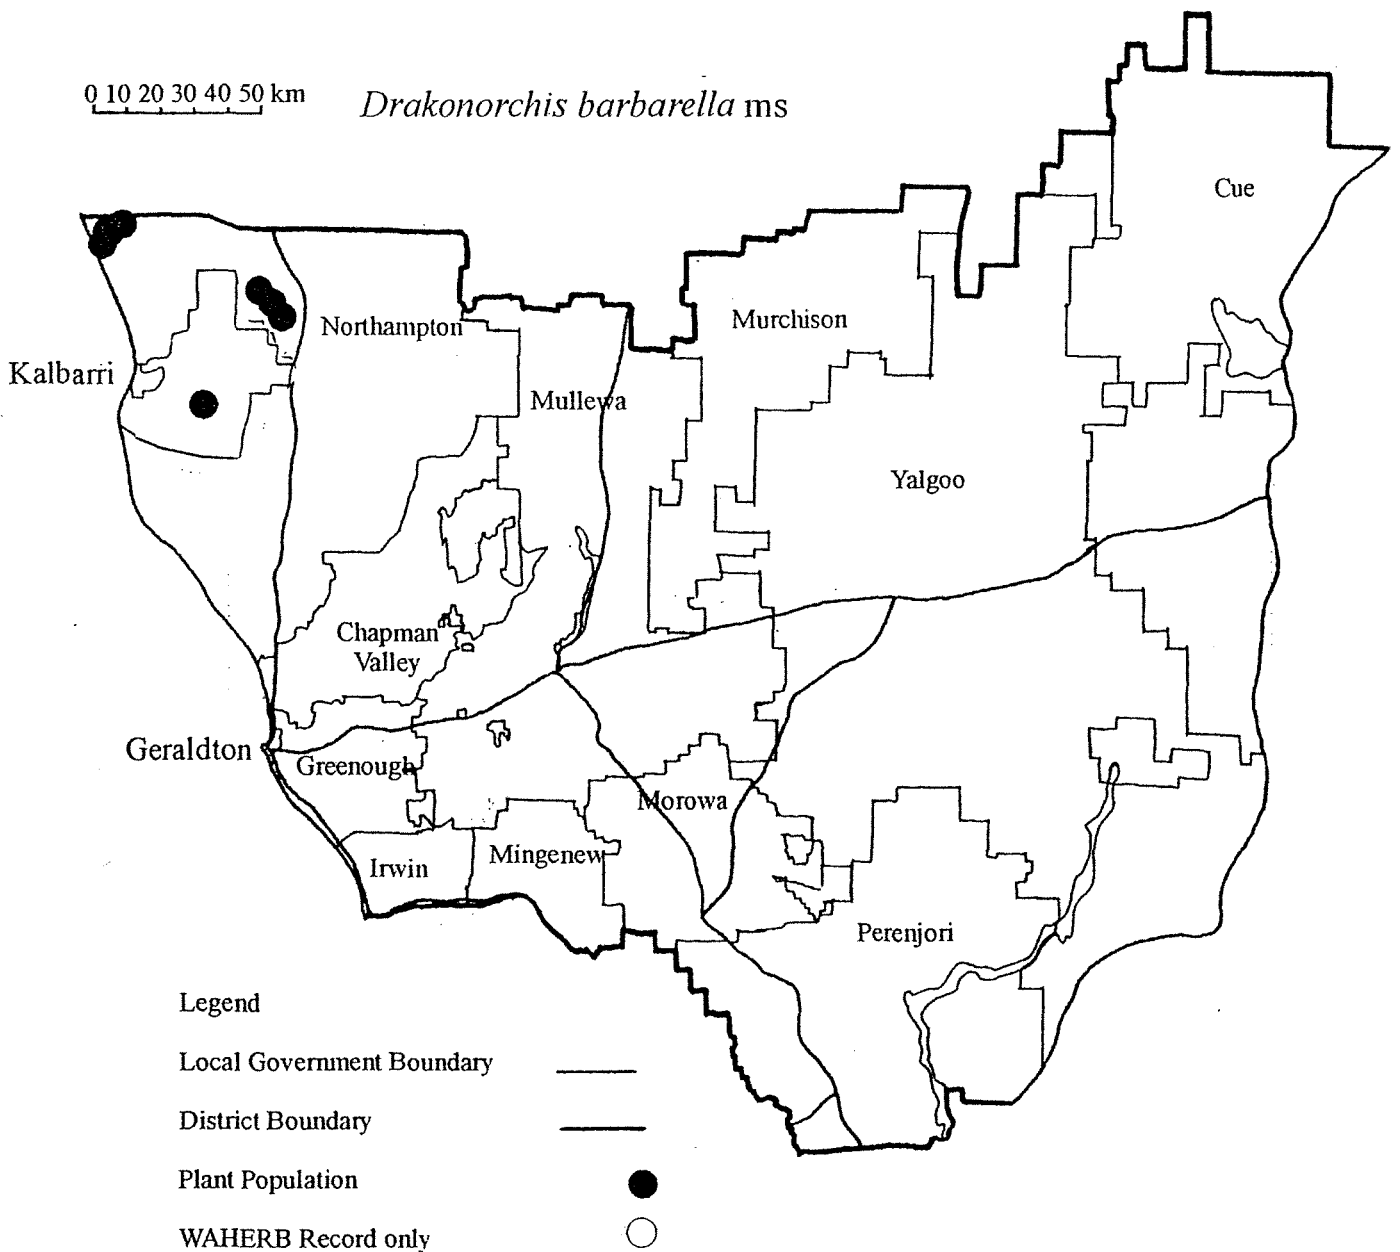 0 10 20 30 40 50 km
Drakonorchis barbarella ms
Cue
Northampton
Murchison
Kalbarri
Mullewa
Yalgoo
Chapman
Valley
Geraldton
Greenough
Morowa
Irwin
Mingenew
Perenjori
Legend
Local Government Boundary
District Boundary
Plant Population
WAHERB Record only